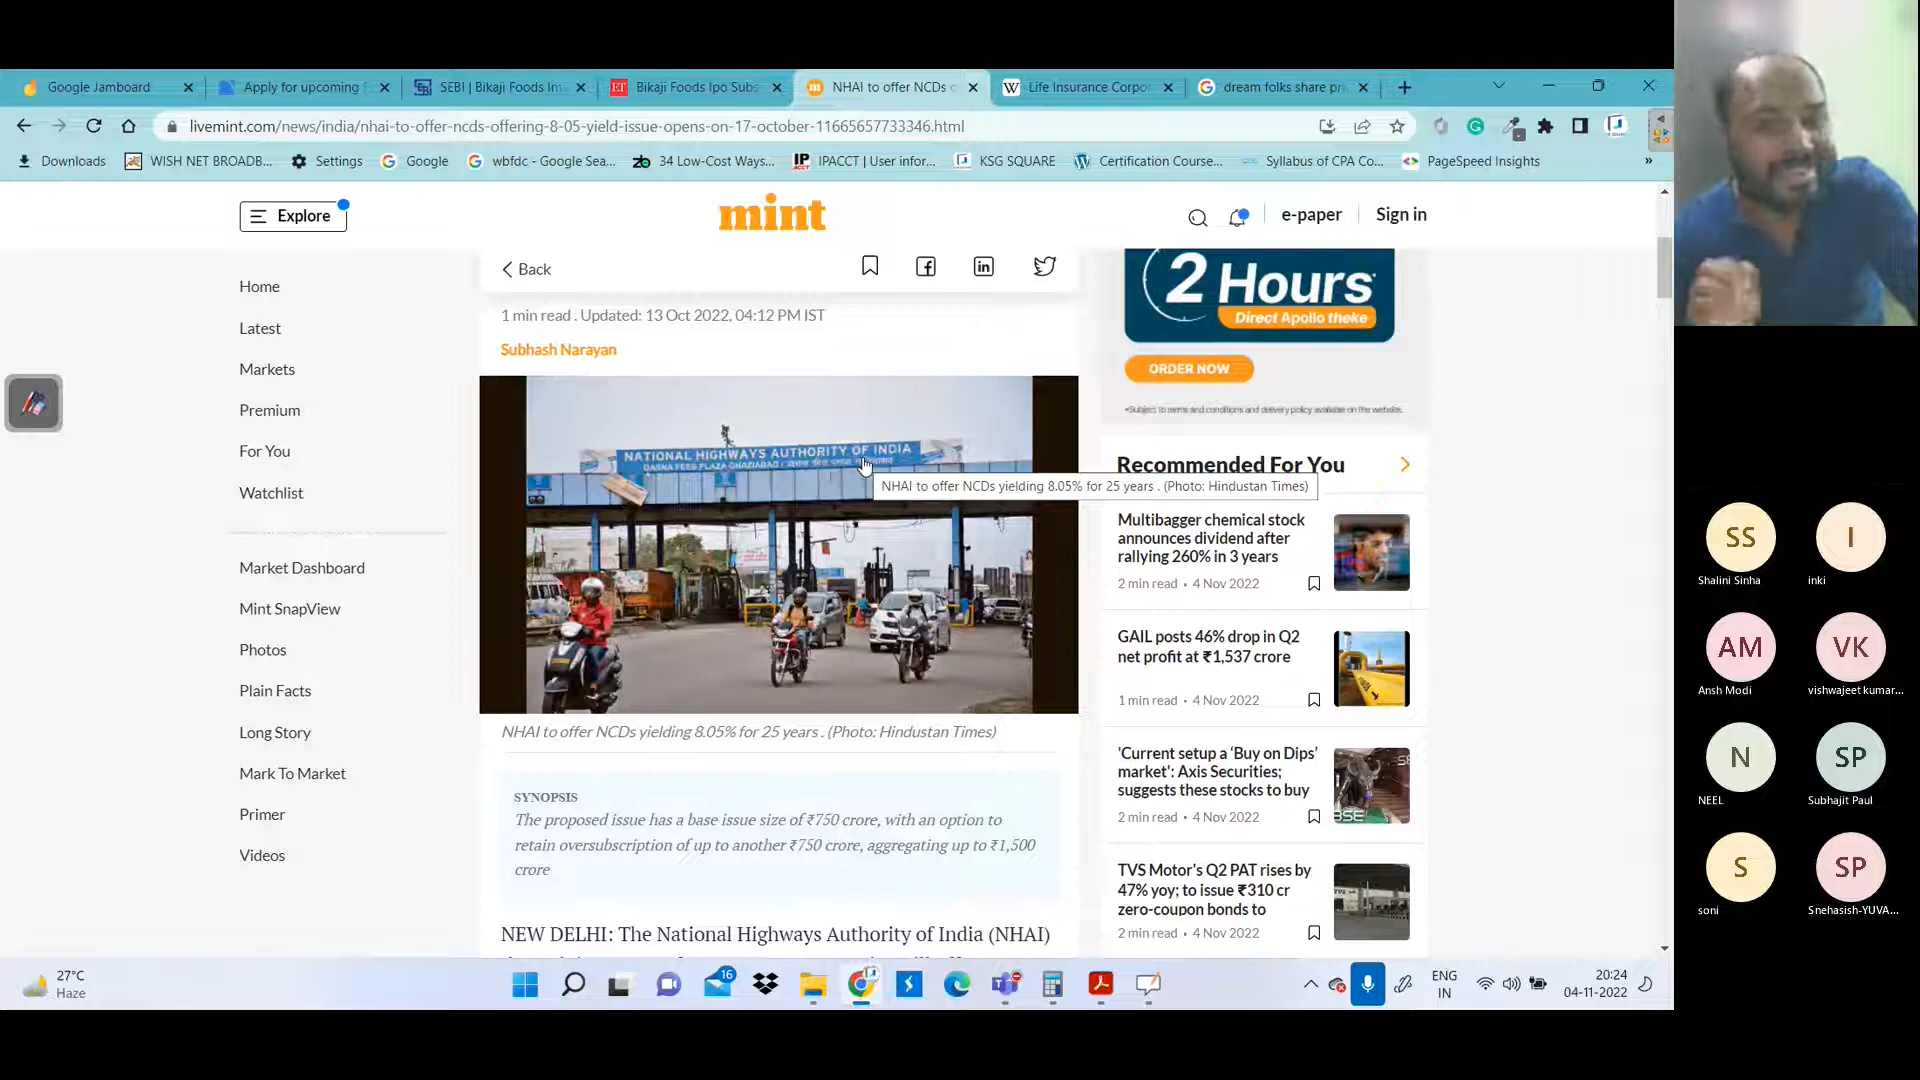 Google Jamboard
Apply for upcoming
SEBI | Bikaji Foods Int
ET
Bikaji Foods Ipo Subs
NHAI to offer NCDs
Life Insurance Corpo
dream folks share pr
livemint.com/news/india/nhai-to-offer-ncds-offering-8-05-yield-issue-opens-on-17-october-11665657733346.html
Downloads
WISH NET BROADB...
Settings
Google
wbfdc - Google Sea...
34 Low-Cost Ways...
IPACCT | User infor...
KSG SQUARE
Certification Course...
Syllabus of CPA Co...
PageSpeed Insights
Explore
mint
e-paper
Sign in
Home
Latest
Markets
Premium
For You
Watchlist
Market Dashboard
Mint SnapView
Photos
Plain Facts
Long Story
Mark To Market
Primer
Videos
Back
1 min read . Updated: 13 Oct 2022, 04:12 PM IST
Subhash Narayan
NATIONAL HIGHWAYS AUTHORITY OF INDIA
NHAI to offer NCDs yielding 8.05% for 25 years . (Photo: Hindustan Times)
NHAI to offer NCDs yielding 8.05% for 25 years . (Photo: Hindustan Times)
SYNOPSIS
The proposed issue has a base issue size of ₹750 crore, with an option to
retain oversubscription of up to another ₹750 crore, aggregating up to ₹1,500
crore
NEW DELHI: The National Highways Authority of India (NHAI)
2 Hours
Direct Apollo theke
ORDER NOW
*Subject to terms and conditions and delivery policy available on the website.
Recommended For You
Multibagger chemical stock
announces dividend after
rallying 260% in 3 years
2 min read • 4 Nov 2022
GAIL posts 46% drop in Q2
net profit at ₹1,537 crore
1 min read • 4 Nov 2022
'Current setup a 'Buy on Dips'
market': Axis Securities;
suggests these stocks to buy
2 min read • 4 Nov 2022
TVS Motor's Q2 PAT rises by
47% yoy; to issue ₹310 cr
zero-coupon bonds to
2 min read • 4 Nov 2022
SS
Shalini Sinha
I
inki
AM
Ansh Modi
VK
vishwajeet kumar...
N
NEEL
SP
Subhajit Paul
S
soni
SP
Snehasish-YUVA...
27°C
Haze
16
ENG
IN
20:24
04-11-2022